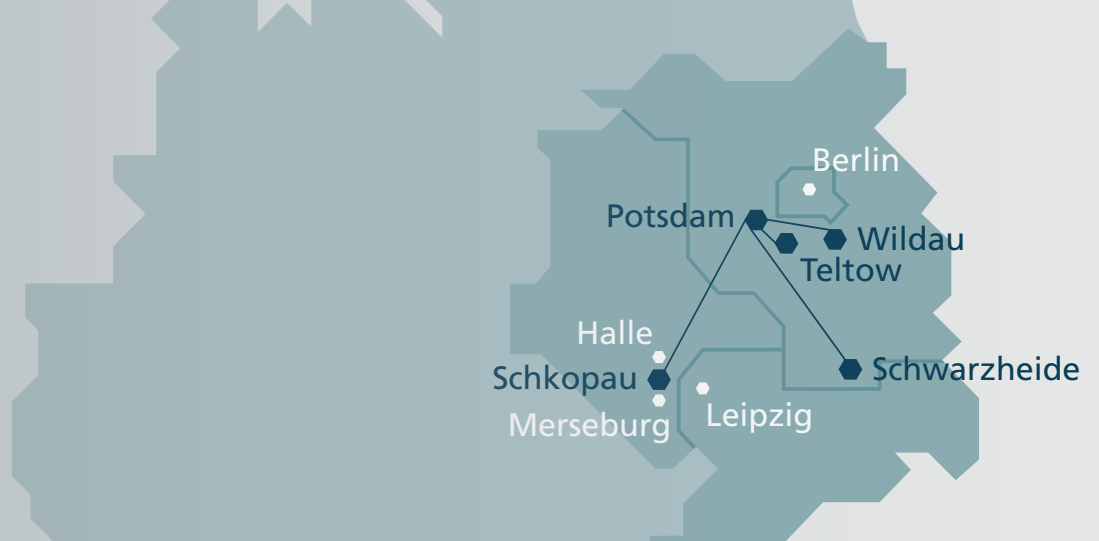 Berlin
Potsdam
Wildau
Teltow
Halle
Schwarzheide
Schkopau
Leipzig
Merseburg